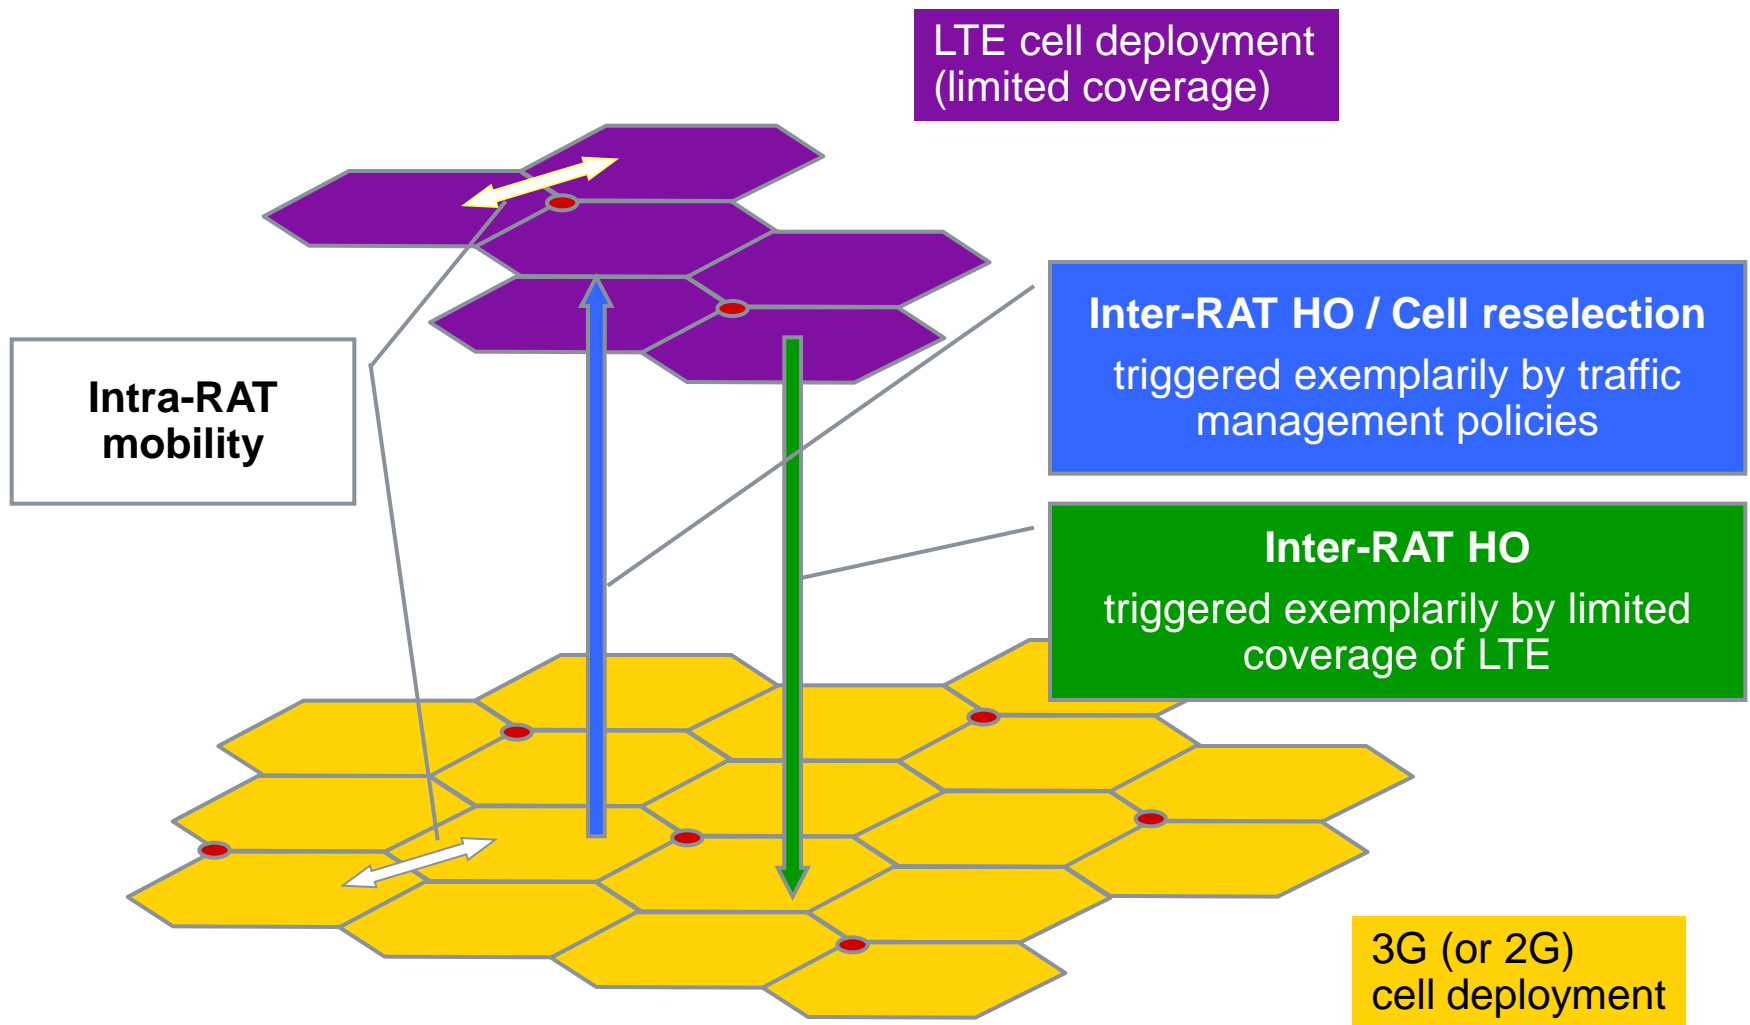 LTE cell deployment
(limited coverage)
Inter-RAT HO / Cell reselection
triggered exemplarily by traffic
management policies
Intra-RAT
mobility
Inter-RAT HO
triggered exemplarily by limited
coverage of LTE
3G (or 2G)
cell deployment